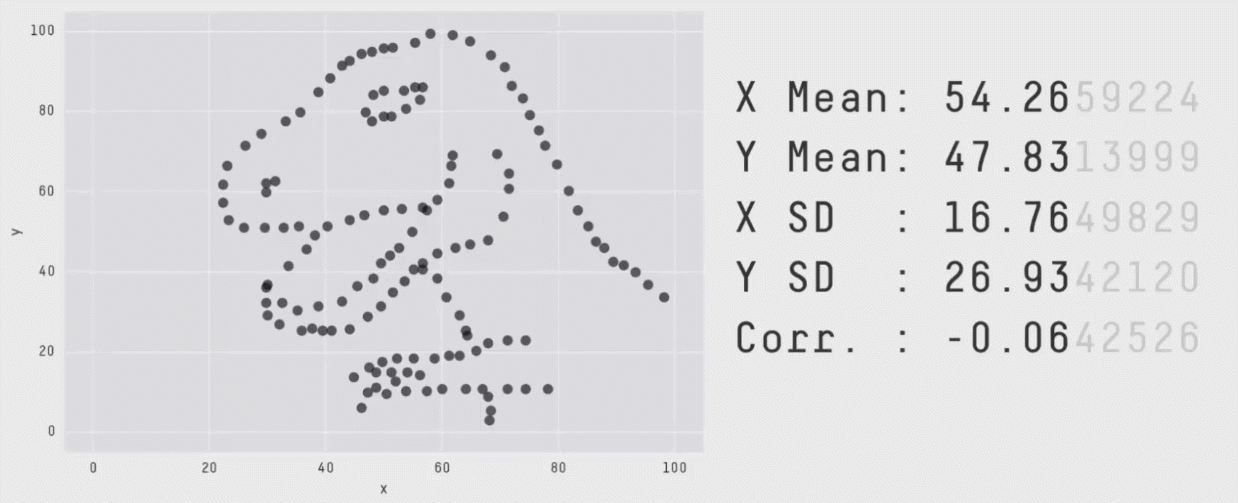 100
80
60
40
20
0
y
0 20 40 60 80 100
x
X Mean: 54.2659224
Y Mean: 47.8313999
X SD : 16.7649829
Y SD : 26.9342120
Corr. : -0.0642526